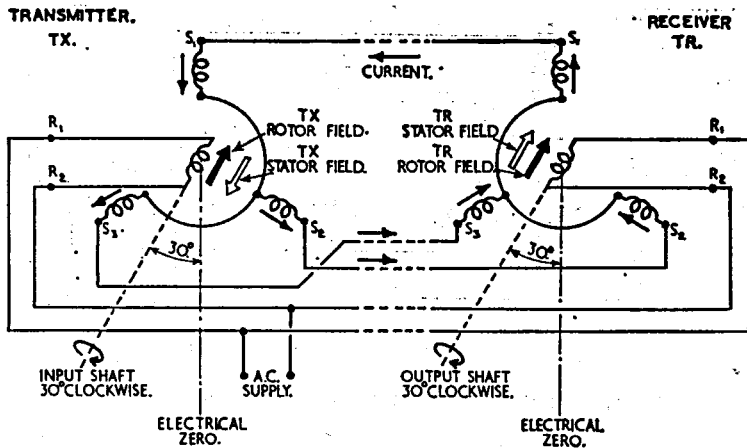 TRANSMITTER.
TX.
RECEIVER
TR.
S₁
S₁
CURRENT.
TX
ROTOR FIELD.
TX
STATOR FIELD.
TR
STATOR FIELD
TR
ROTOR FIELD.
R₁
R₂
R₁
R₂
S₃
S₂
S₃
S₂
30°
30°
INPUT SHAFT
30° CLOCKWISE.
A.C.
SUPPLY.
OUTPUT SHAFT
30° CLOCKWISE.
ELECTRICAL
ZERO.
ELECTRICAL
ZERO.